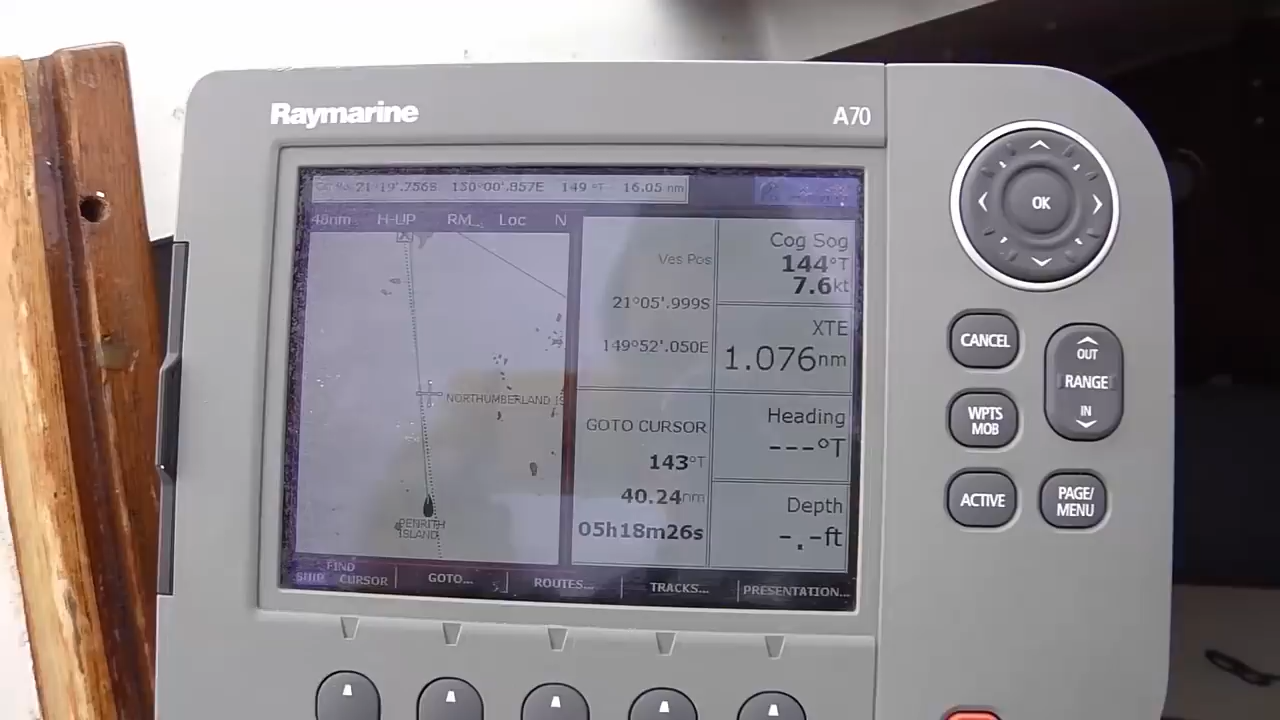 Raymarine
A70
21°19'.756S 150°00'.857E 149°T 16.05nm
48nm H-UP RM Loc N
NORTHUMBERLAND IS
PENRITH
ISLAND
Ves Pos
21°05'.999S
149°52'.050E
GOTO CURSOR
143°T
40.24nm
05h18m26s
Cog Sog
144°T
7.6kt
XTE
1.076nm
Heading
---°T
Depth
-.-ft
FIND
SHIP CURSOR
GOTO...
ROUTES...
TRACKS...
PRESENTATION...
OK
CANCEL
OUT
RANGE
IN
WPTS
MOB
ACTIVE
PAGE/
MENU